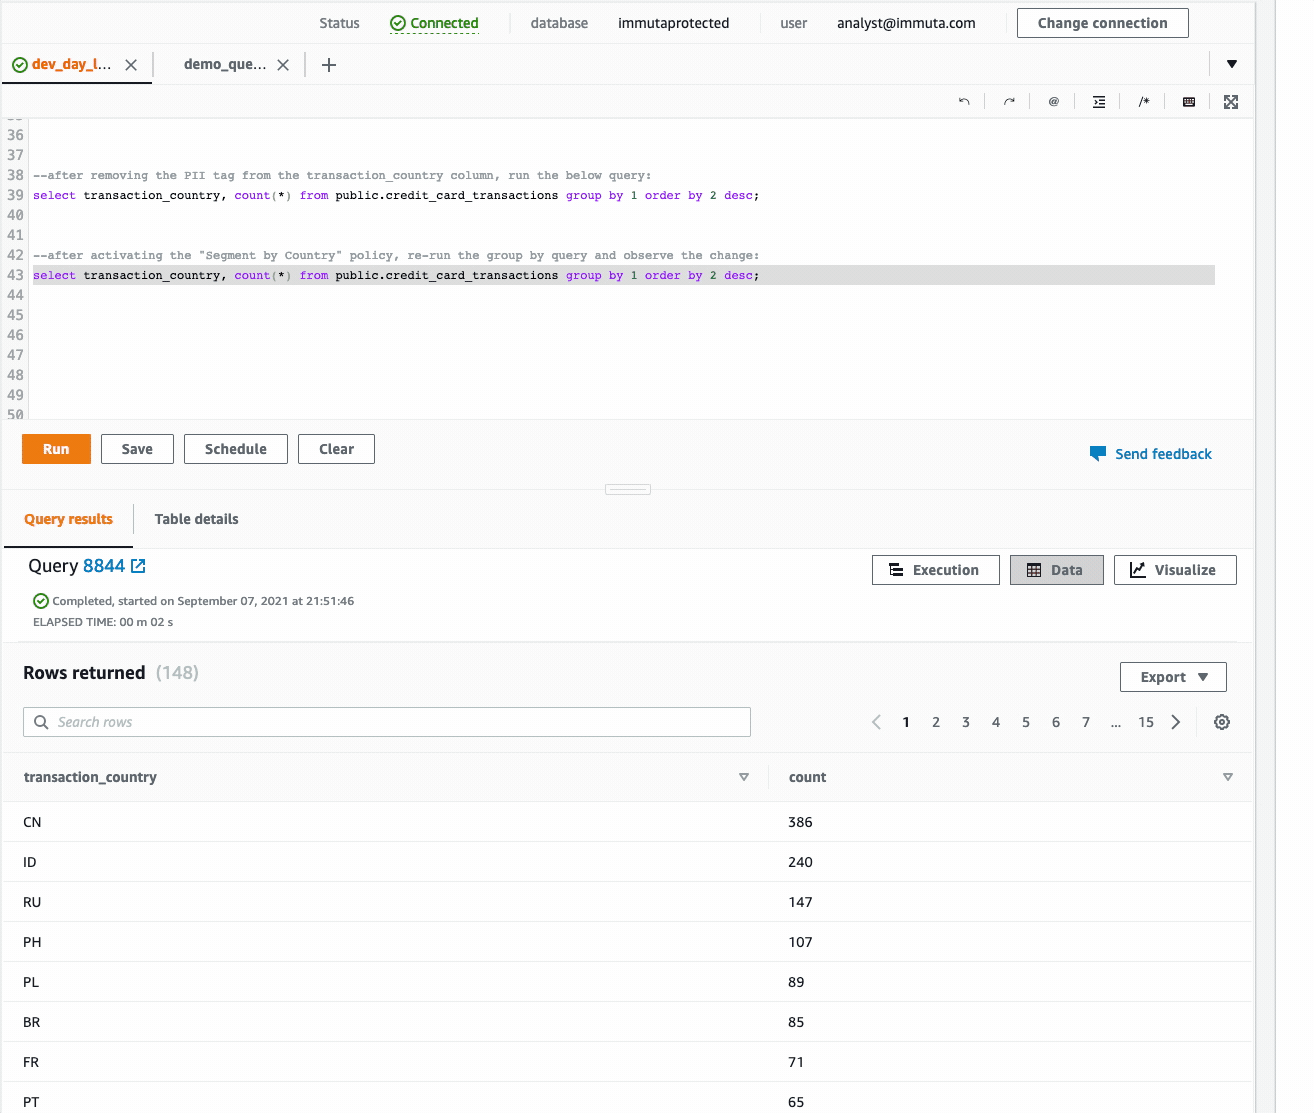 Status Connected database immutaprotected user analyst@immuta.com Change connection
dev_day_l... demo_que...
@ /*
36
37
38 --after removing the PII tag from the transaction_country column, run the below query:
39 select transaction_country, count(*) from public.credit_card_transactions group by 1 order by 2 desc;
40
41
42 --after activating the "Segment by Country" policy, re-run the group by query and observe the change:
43 select transaction_country, count(*) from public.credit_card_transactions group by 1 order by 2 desc;
44
45
46
47
48
49
50
Run Save Schedule Clear Send feedback
Query results Table details
Query 8844 Execution Data Visualize
Completed, started on September 07, 2021 at 21:51:46
ELAPSED TIME: 00 m 02 s
Rows returned (148) Export
Search rows 1 2 3 4 5 6 7 ... 15
transaction_country count
CN 386
ID 240
RU 147
PH 107
PL 89
BR 85
FR 71
PT 65